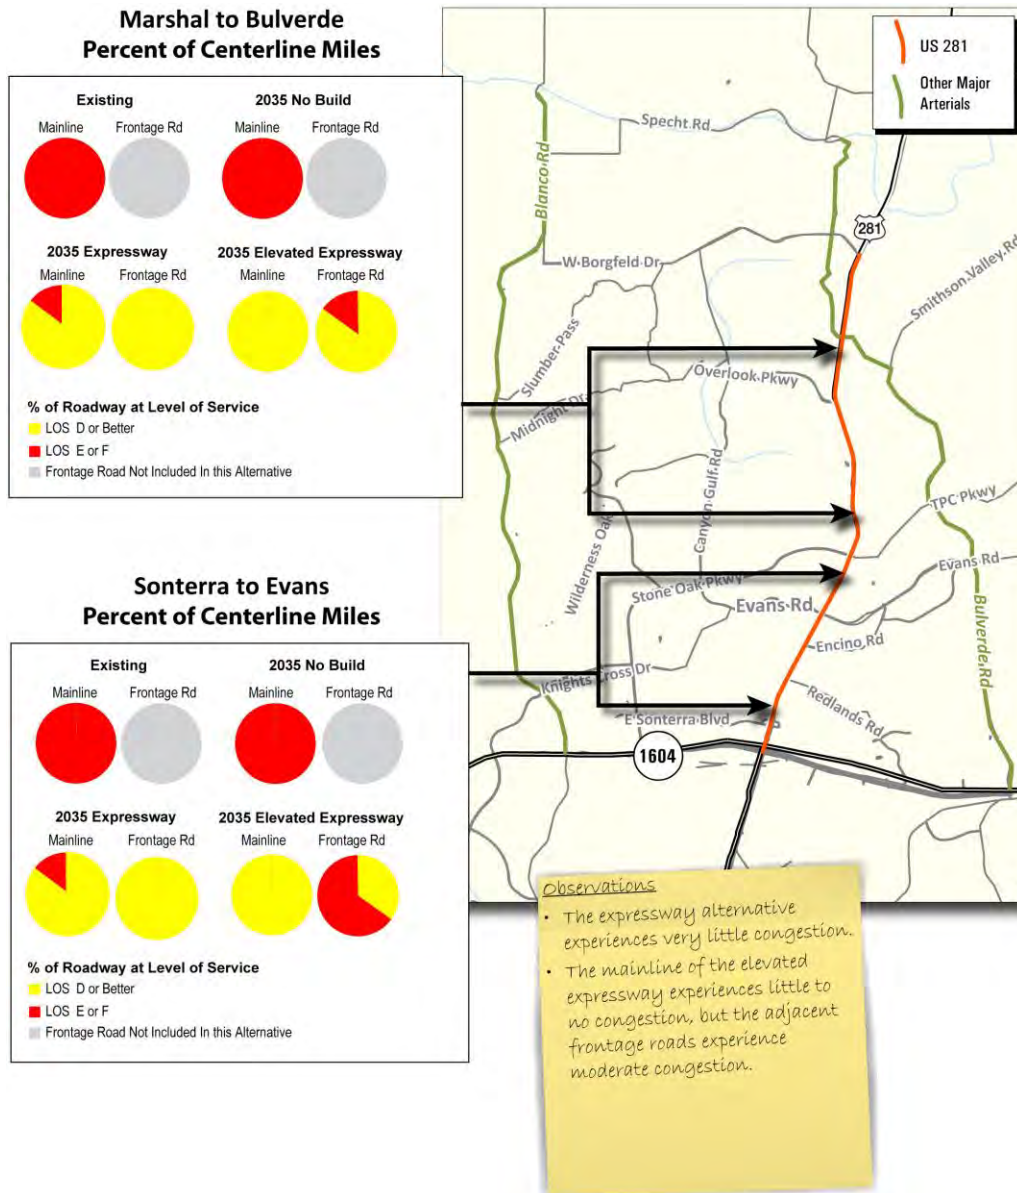 Marshal to Bulverde
Percent of Centerline Miles
Existing
2035 No Build
Mainline
Frontage Rd
Mainline
Frontage Rd
2035 Expressway
2035 Elevated Expressway
Mainline
Frontage Rd
Mainline
Frontage Rd
% of Roadway at Level of Service
LOS D or Better
LOS E or F
Frontage Road Not Included In this Alternative
Sonterra to Evans
Percent of Centerline Miles
Existing
2035 No Build
Mainline
Frontage Rd
Mainline
Frontage Rd
2035 Expressway
2035 Elevated Expressway
Mainline
Frontage Rd
Mainline
Frontage Rd
% of Roadway at Level of Service
LOS D or Better
LOS E or F
Frontage Road Not Included In this Alternative
US 281
Other Major
Arterials
Specht Rd
Blanco Rd
281
W Borgfeld Dr
Smithson Valley Rd
Slumber Pass
Overlook Pkwy
Midnight Dr
Canyon Gulf Rd
Wilderness Oak
TPC Pkwy
Evans Rd
Stone Oak Pkwy
Evans Rd
Bulverde Rd
Encino Rd
Knights Cross Dr
Redlands Rd
E Sonterra Blvd
1604
Observations
• The expressway alternative
experiences very little congestion.
• The mainline of the elevated
expressway experiences little to
no congestion, but the adjacent
frontage roads experience
moderate congestion.